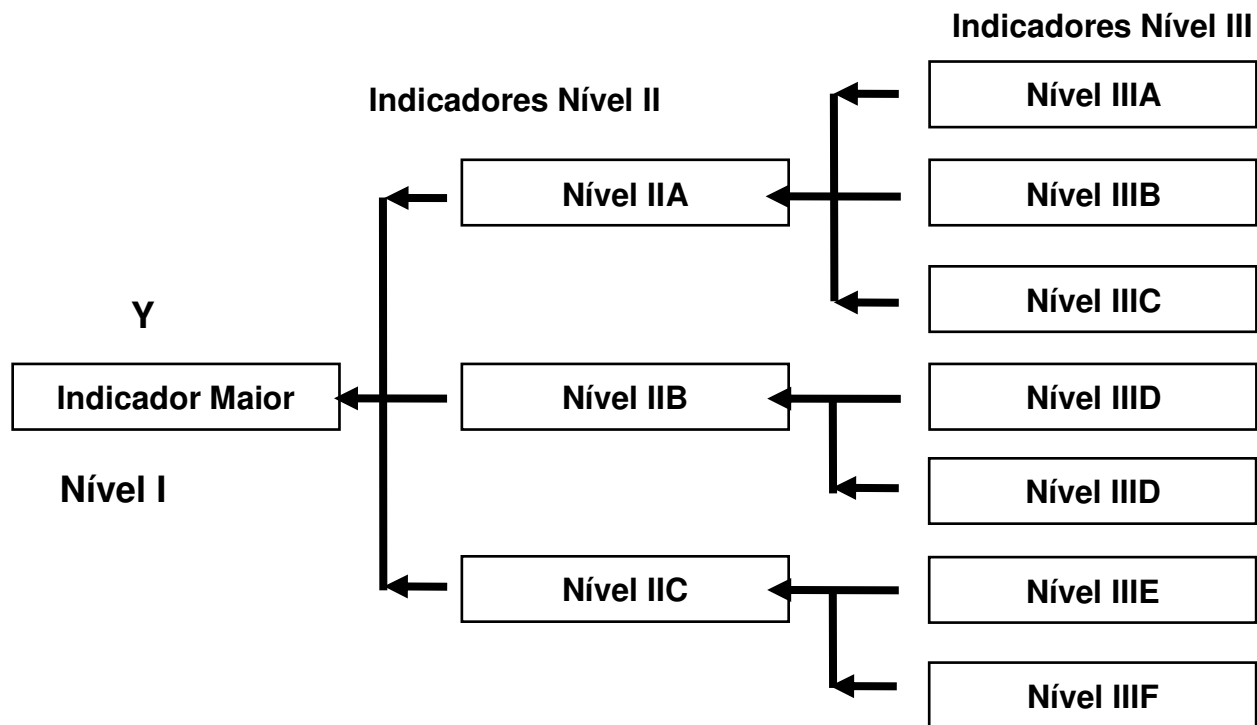 Indicadores Nível III
Indicadores Nível II
Nível IIIA
Nível IIA
Nível IIIB
Nível IIIC
Y
Indicador Maior
Nível I
Nível IIB
Nível IIID
Nível IIID
Nível IIC
Nível IIIE
Nível IIIF